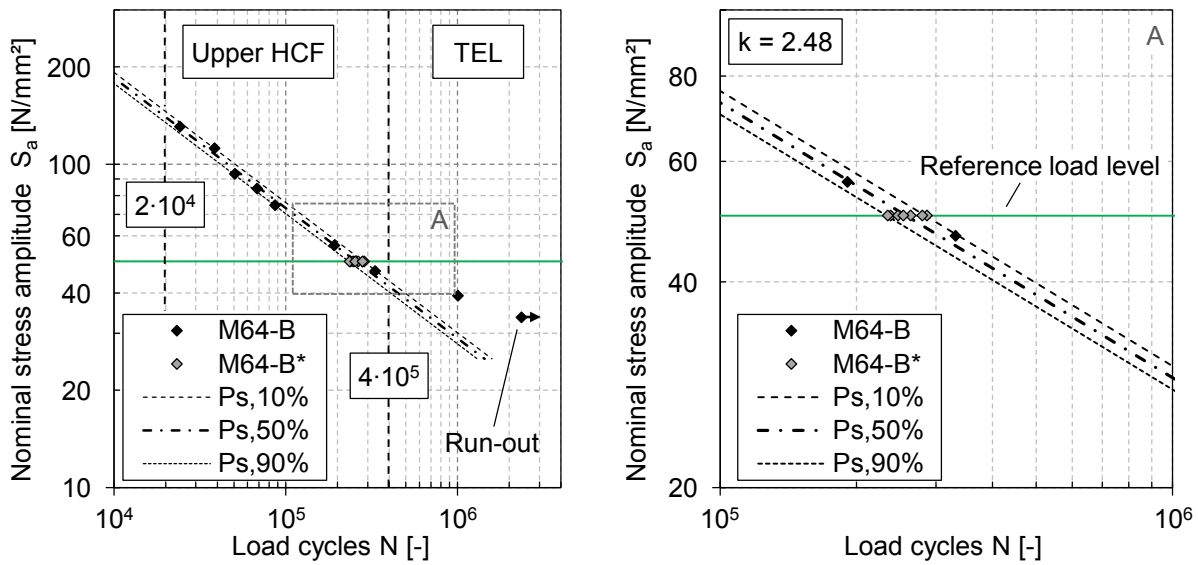 Nominal stress amplitude Sₐ [N/mm²]
200
100
60
40
20
10
Upper HCF
TEL
2·10⁴
A
M64-B
M64-B*
Ps,10%
Ps,50%
Ps,90%
4·10⁵
Run-out
10⁴
10⁵
10⁶
Load cycles N [-]
Nominal stress amplitude Sₐ [N/mm²]
80
60
40
20
k = 2.48
A
Reference load level
M64-B
M64-B*
Ps,10%
Ps,50%
Ps,90%
10⁵
10⁶
Load cycles N [-]